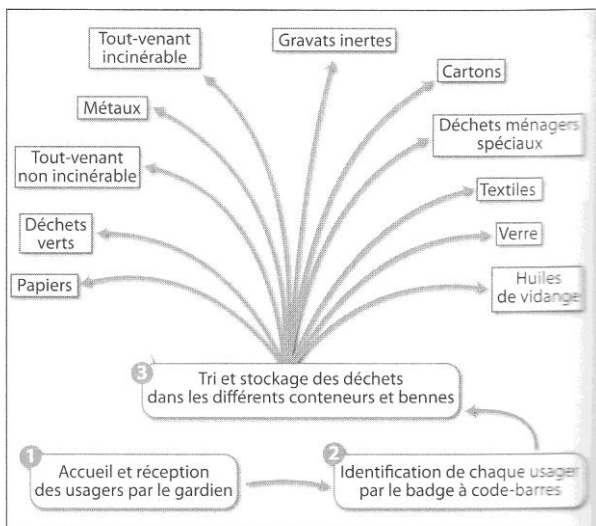 Tout-venant
incinérable
Gravats inertes
Cartons
Métaux
Déchets ménagers
spéciaux
Tout-venant
non incinérable
Textiles
Déchets
verts
Verre
Papiers
Huiles
de vidange
3
Tri et stockage des déchets
dans les différents conteneurs et bennes
1
Accueil et réception
des usagers par le gardien
2
Identification de chaque usager
par le badge à code-barres